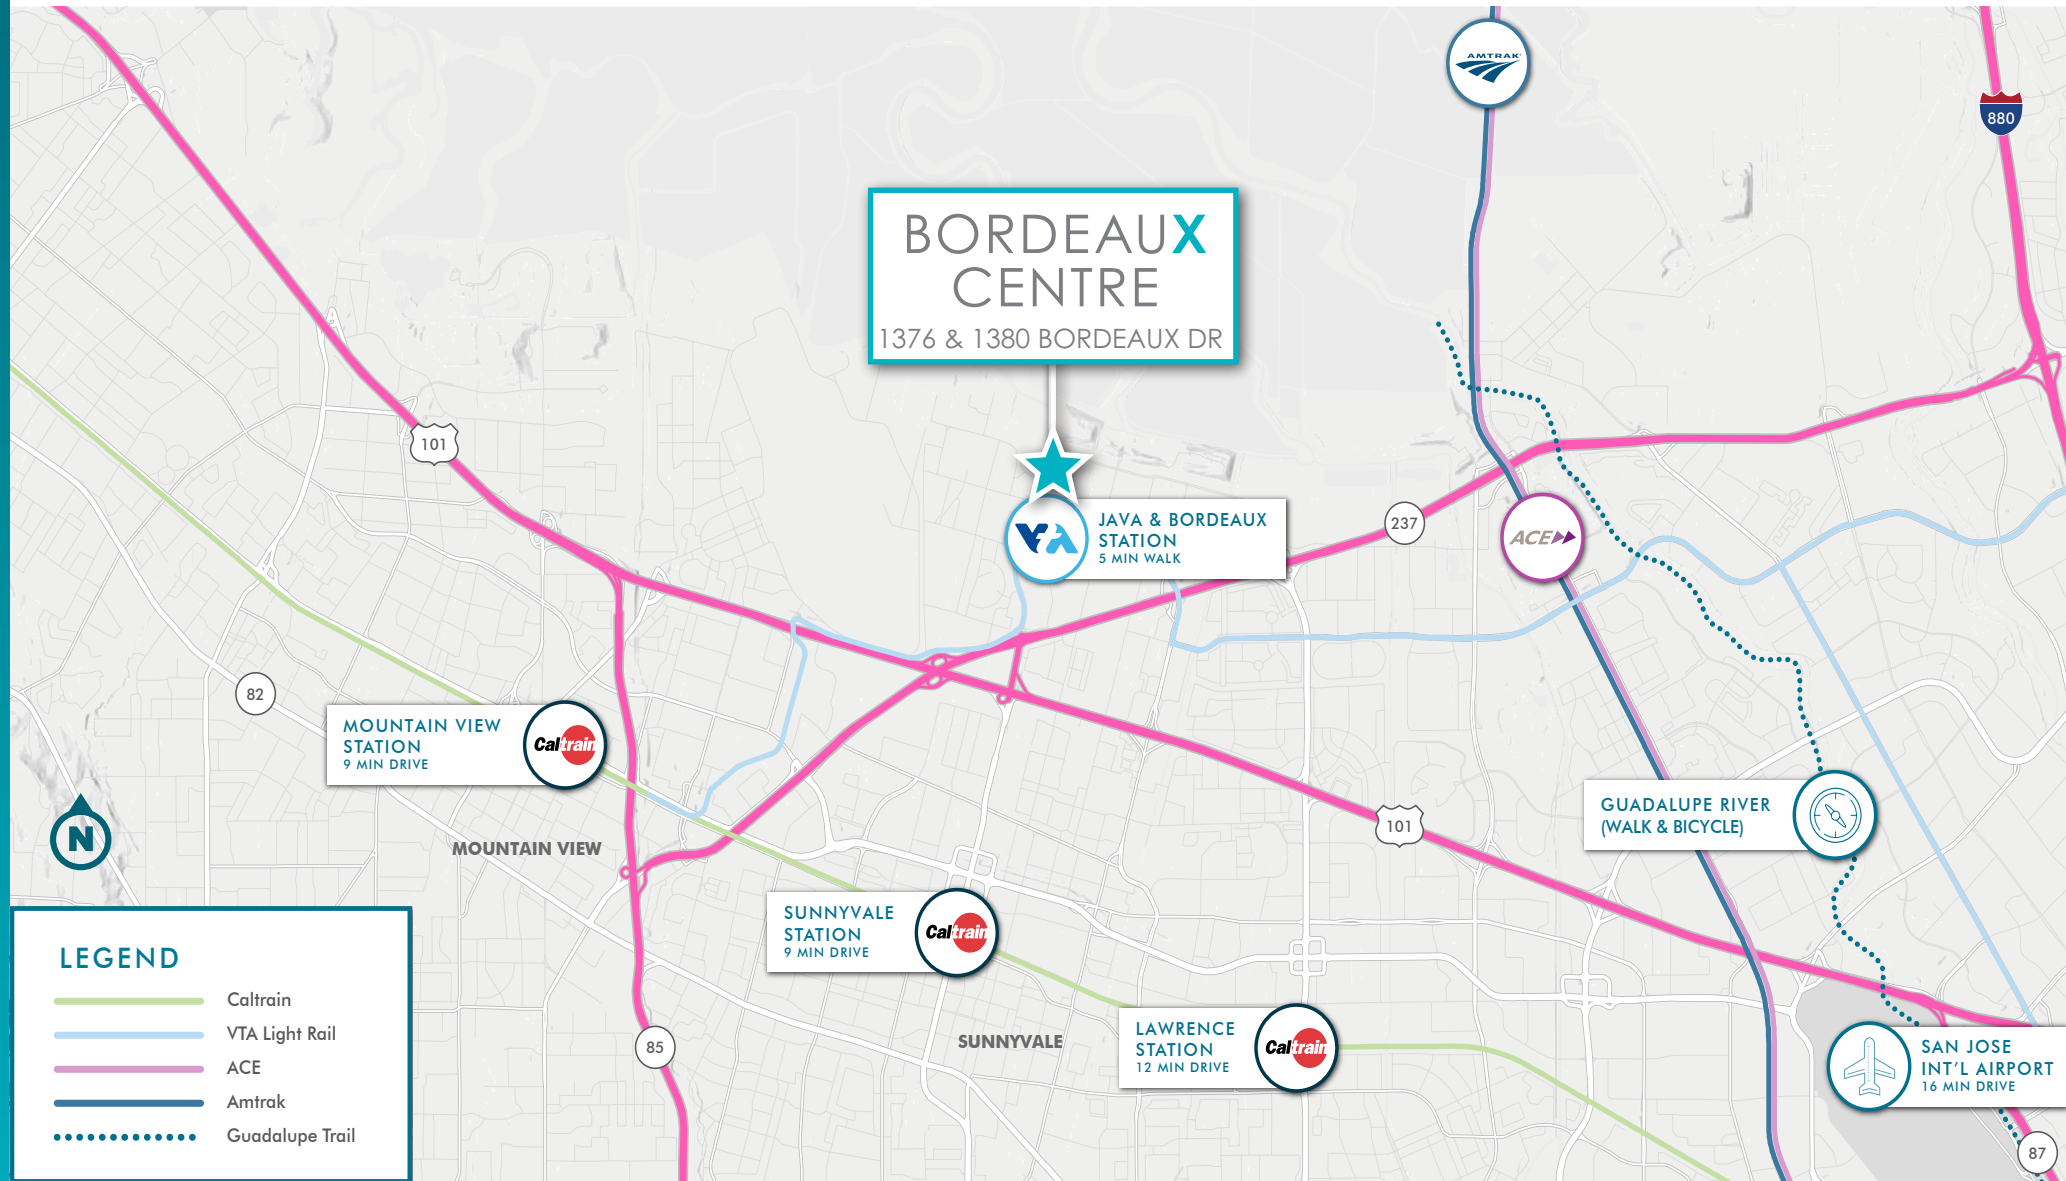 AMTRAK
880
BORDEAUX
CENTRE
1376 & 1380 BORDEAUX DR
101
237
JAVA & BORDEAUX
STATION
5 MIN WALK
VTA
ACE
82
MOUNTAIN VIEW
STATION
9 MIN DRIVE
Caltrain
N
MOUNTAIN VIEW
101
GUADALUPE RIVER
(WALK & BICYCLE)
SUNNYVALE
STATION
9 MIN DRIVE
Caltrain
LEGEND
Caltrain
VTA Light Rail
ACE
Amtrak
Guadalupe Trail
85
SUNNYVALE
LAWRENCE
STATION
12 MIN DRIVE
Caltrain
SAN JOSE
INT'L AIRPORT
16 MIN DRIVE
87